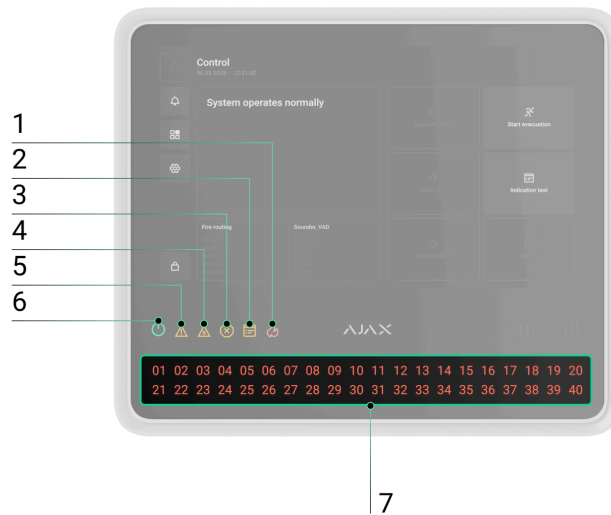 Control
06.05.2025 12:21:52
System operates normally
Start evacuation
Indication test
Fire routing
Sounder, VAD
1
2
3
4
5
6
AJAX
01 02 03 04 05 06 07 08 09 10 11 12 13 14 15 16 17 18 19 20
21 22 23 24 25 26 27 28 29 30 31 32 33 34 35 36 37 38 39 40
7